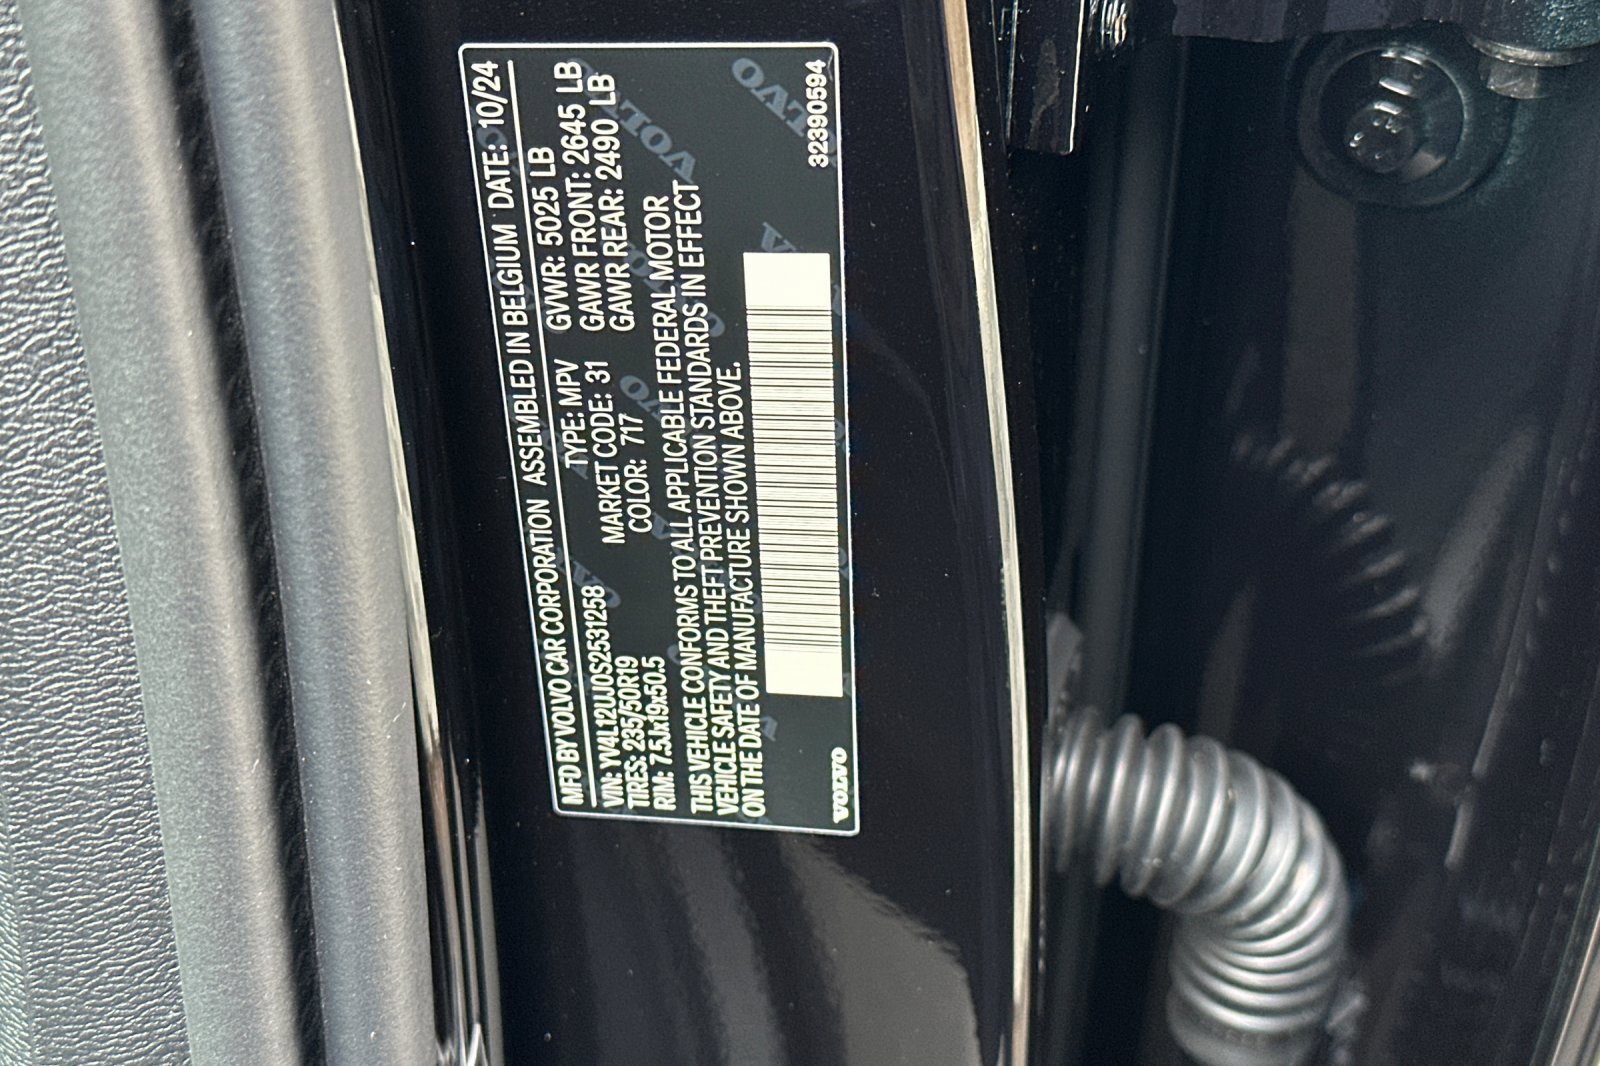 MFD BY VOLVO CAR CORPORATION ASSEMBLED IN BELGIUM DATE: 10/24
VIN: YV4L12UJ0S2531258 TYPE: MPV GVWR: 5025 LB
TIRES: 235/50R19 MARKET CODE: 31 GAWR FRONT: 2645 LB
RIM: 7.5Jx19x50.5 COLOR: 717 GAWR REAR: 2490 LB
THIS VEHICLE CONFORMS TO ALL APPLICABLE FEDERAL MOTOR
VEHICLE SAFETY AND THEFT PREVENTION STANDARDS IN EFFECT
ON THE DATE OF MANUFACTURE SHOWN ABOVE.
VOLVO 32390594